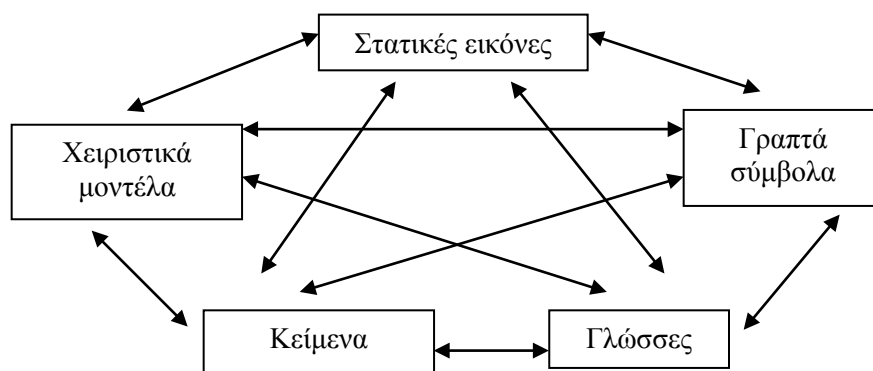 Στατικές εικόνες
Χειριστικά
μοντέλα
Γραπτά
σύμβολα
Κείμενα
Γλώσσες